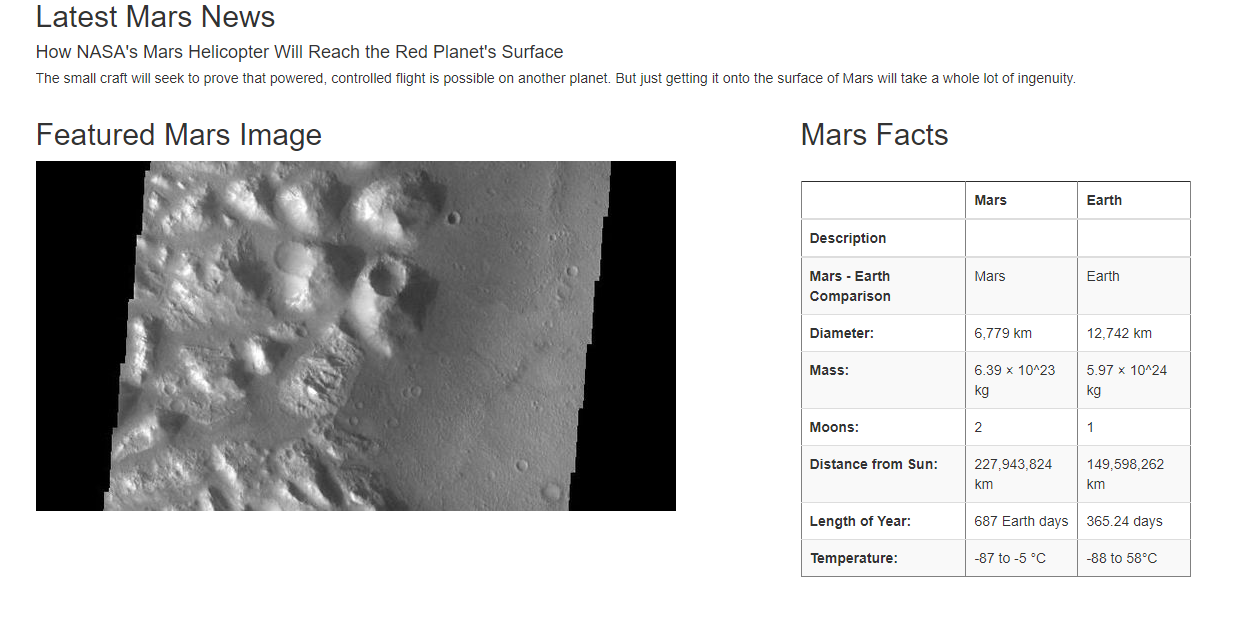 Latest Mars News
How NASA's Mars Helicopter Will Reach the Red Planet's Surface
The small craft will seek to prove that powered, controlled flight is possible on another planet. But just getting it onto the surface of Mars will take a whole lot of ingenuity.
Featured Mars Image
Mars Facts
Mars Earth
Description
Mars - Earth Mars Earth
Comparison
Diameter: 6,779 km 12,742 km
Mass: 6.39 × 10^23 5.97 × 10^24
kg kg
Moons: 2 1
Distance from Sun: 227,943,824 149,598,262
km km
Length of Year: 687 Earth days 365.24 days
Temperature: -87 to -5 °C -88 to 58°C